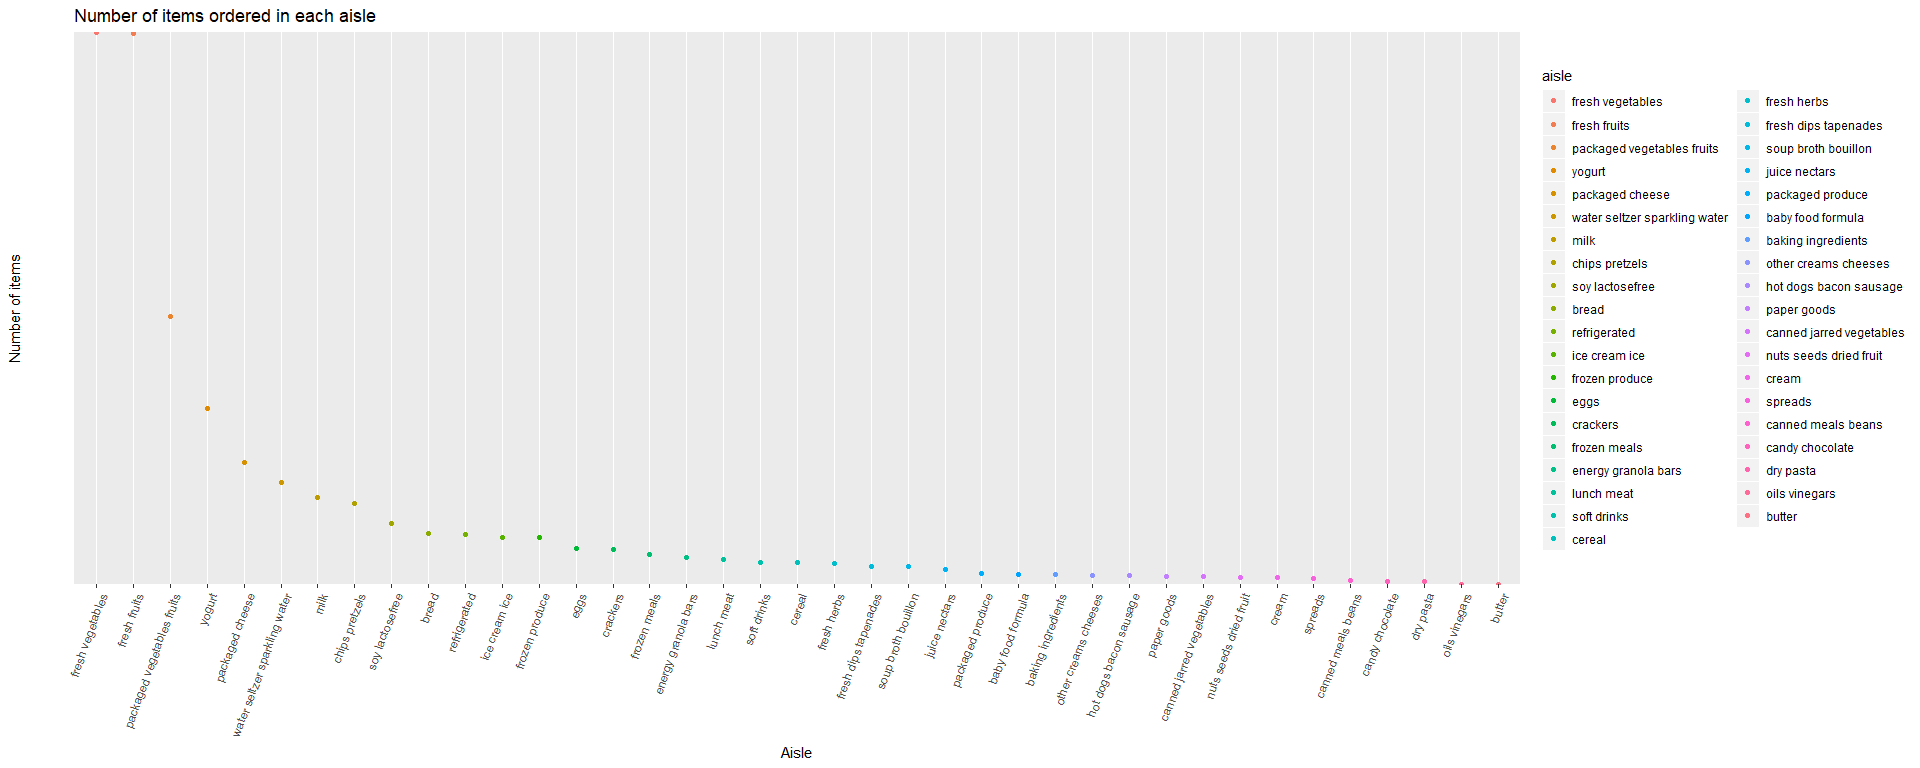 Number of items ordered in each aisle
Number of items
fresh vegetables
fresh fruits
packaged vegetables fruits
yogurt
packaged cheese
water seltzer sparkling water
milk
chips pretzels
soy lactosefree
bread
refrigerated
ice cream ice
frozen produce
eggs
crackers
frozen meals
energy granola bars
lunch meat
soft drinks
cereal
fresh herbs
fresh dips tapenades
soup broth bouillon
juice nectars
packaged produce
baby food formula
baking ingredients
other creams cheeses
hot dogs bacon sausage
paper goods
canned jarred vegetables
nuts seeds dried fruit
cream
spreads
canned meals beans
candy chocolate
dry pasta
oils vinegars
butter
Aisle
aisle
fresh vegetables
fresh fruits
packaged vegetables fruits
yogurt
packaged cheese
water seltzer sparkling water
milk
chips pretzels
soy lactosefree
bread
refrigerated
ice cream ice
frozen produce
eggs
crackers
frozen meals
energy granola bars
lunch meat
soft drinks
cereal
fresh herbs
fresh dips tapenades
soup broth bouillon
juice nectars
packaged produce
baby food formula
baking ingredients
other creams cheeses
hot dogs bacon sausage
paper goods
canned jarred vegetables
nuts seeds dried fruit
cream
spreads
canned meals beans
candy chocolate
dry pasta
oils vinegars
butter